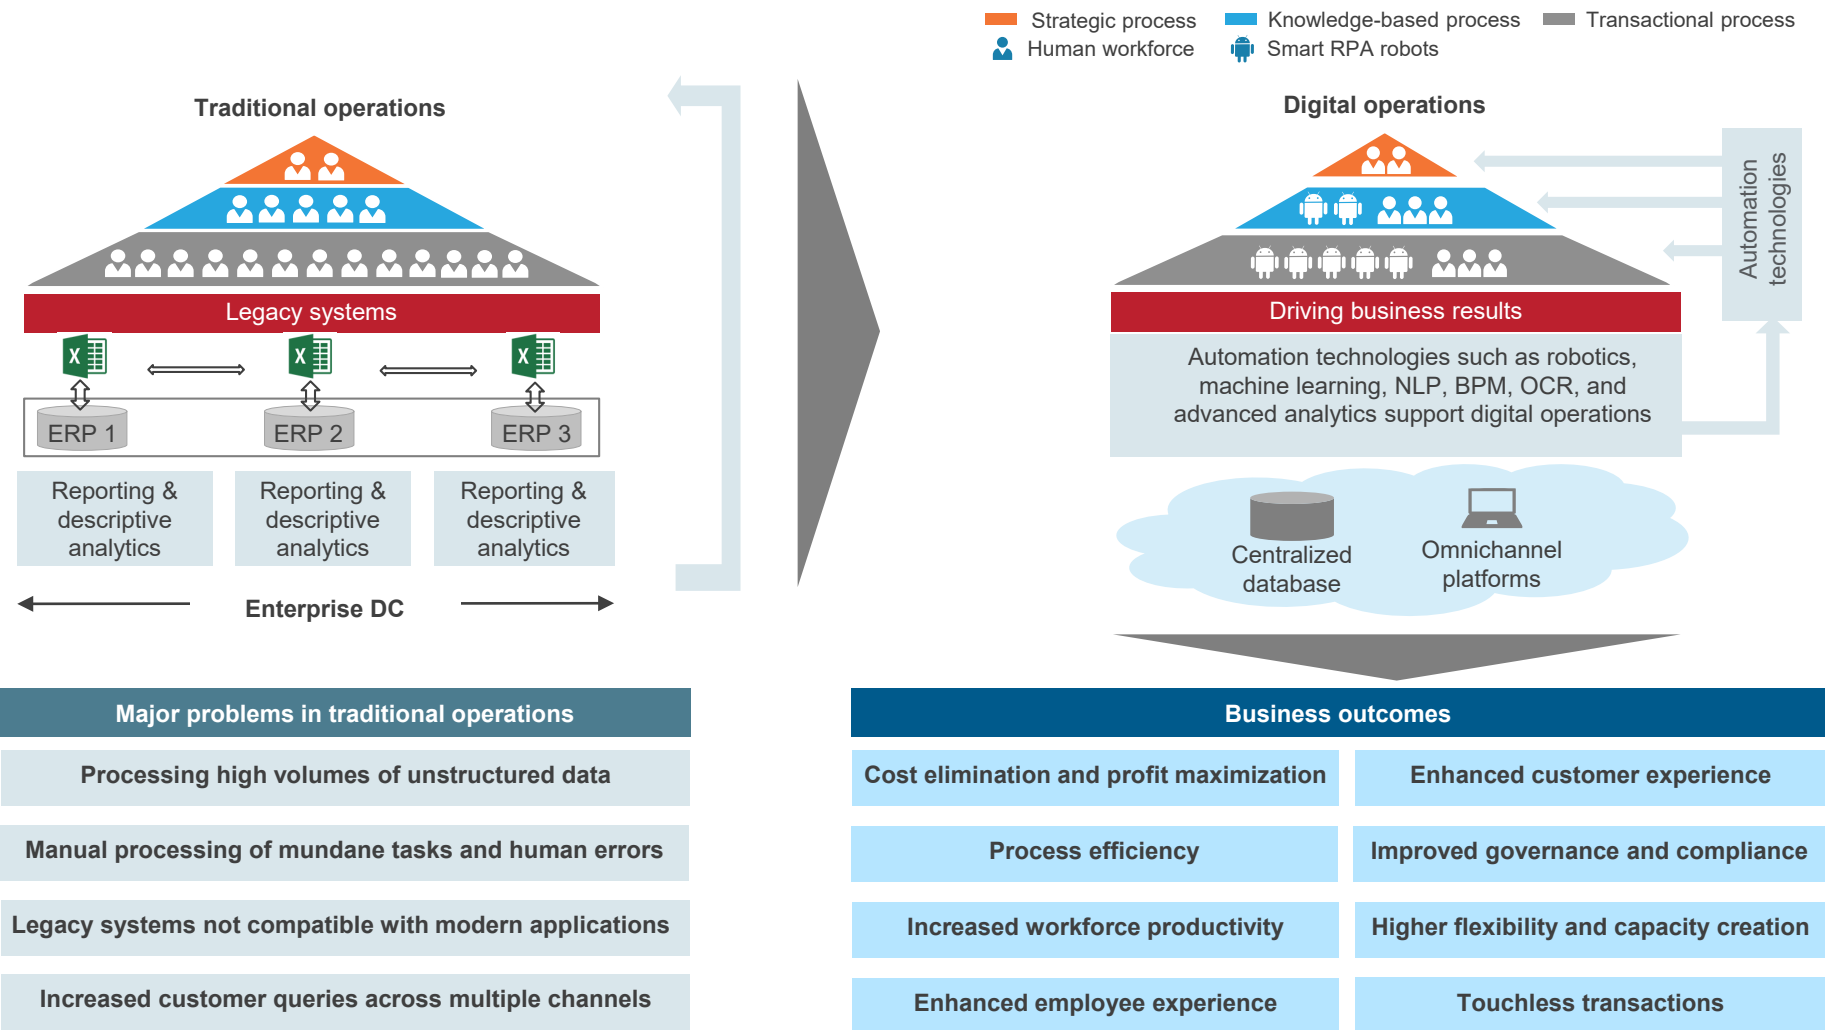 Strategic process
Knowledge-based process
Transactional process
Human workforce
Smart RPA robots
Traditional operations
Legacy systems
X
X
X
ERP 1
ERP 2
ERP 3
Reporting &
descriptive
analytics
Reporting &
descriptive
analytics
Reporting &
descriptive
analytics
Enterprise DC
Digital operations
Automation
technologies
Driving business results
Automation technologies such as robotics,
machine learning, NLP, BPM, OCR, and
advanced analytics support digital operations
Centralized
database
Omnichannel
platforms
Major problems in traditional operations
Processing high volumes of unstructured data
Manual processing of mundane tasks and human errors
Legacy systems not compatible with modern applications
Increased customer queries across multiple channels
Business outcomes
Cost elimination and profit maximization
Enhanced customer experience
Process efficiency
Improved governance and compliance
Increased workforce productivity
Higher flexibility and capacity creation
Enhanced employee experience
Touchless transactions